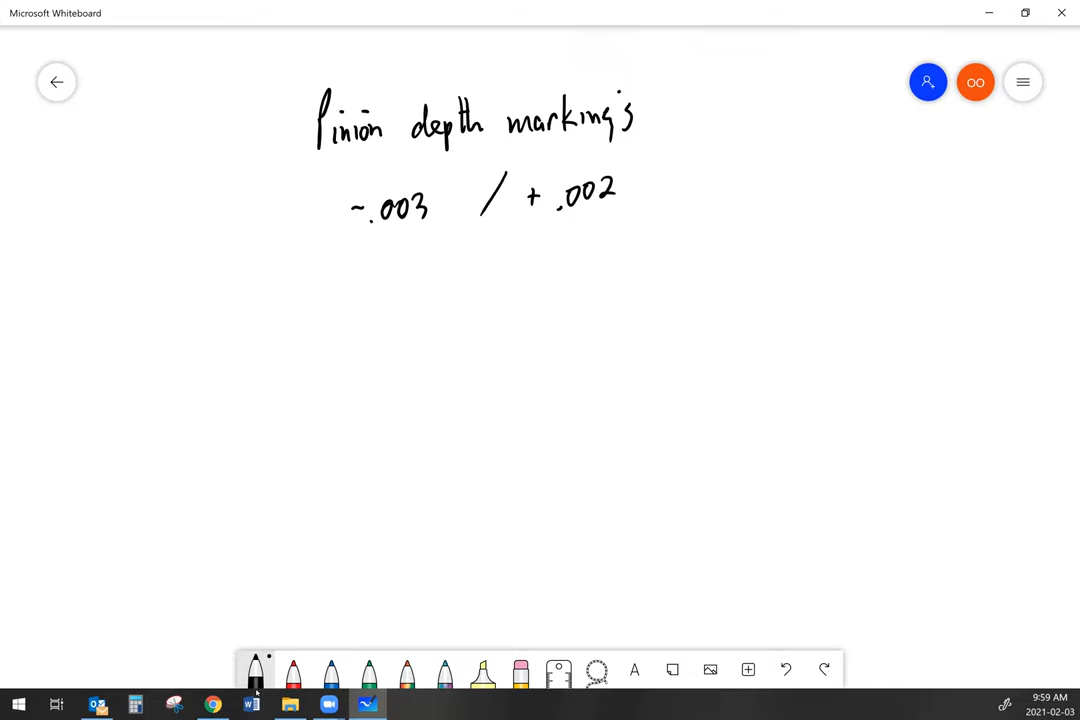 Microsoft Whiteboard
OO
Pinion depth marking's
~.003 / + .002
A
9:59 AM
2021-02-03